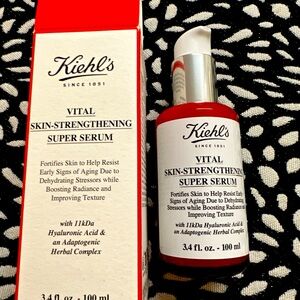 Kiehl's
SINCE 1851
VITAL
SKIN-STRENGTHENING
SUPER SERUM
Fortifies Skin to Help Resist
Early Signs of Aging Due to
Dehydrating Stressors while
Boosting Radiance and
Improving Texture
with 11kDa
Hyaluronic Acid &
an Adaptogenic
Herbal Complex
3.4 fl. oz. - 100 ml
Kiehl's
SINCE 1851
VITAL
SKIN-STRENGTHENING
SUPER SERUM
Fortifies Skin to Help Resist
Early Signs of Aging Due to Dehydrating
Stressors while Boosting Radiance and
Improving Texture
with 11kDa
Hyaluronic Acid &
an Adaptogenic
Herbal Complex
3.4 fl. oz. - 100 ml